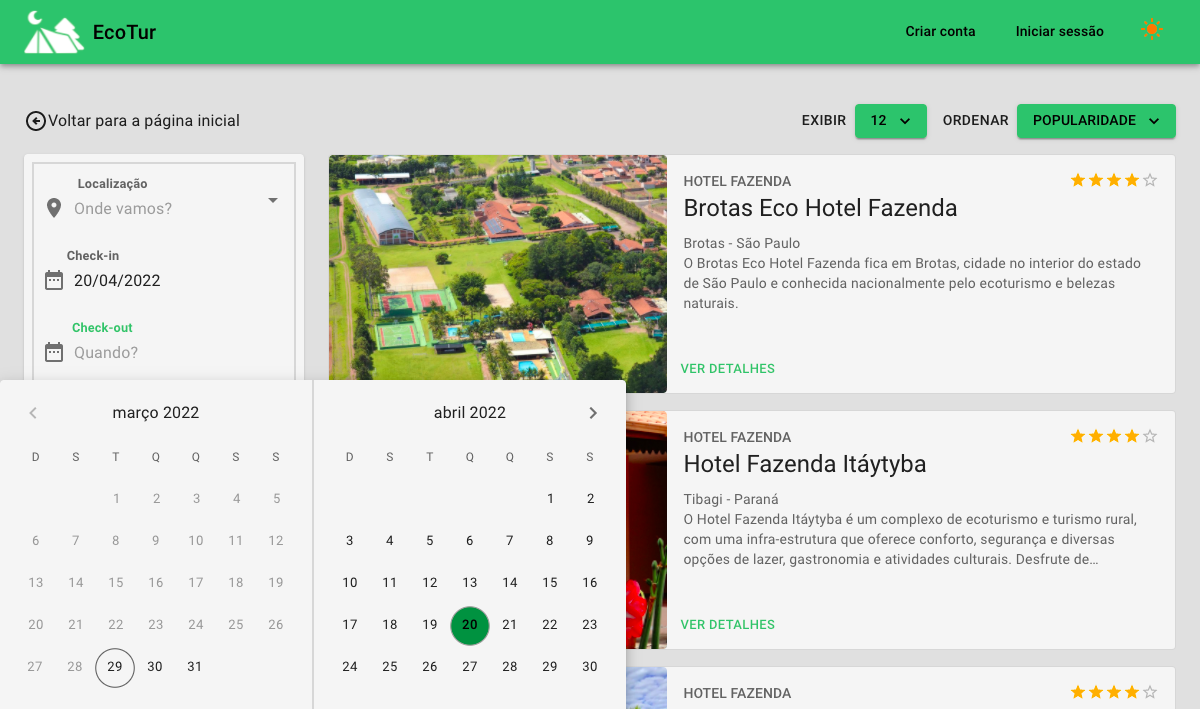 EcoTur
Criar conta
Iniciar sessão
Voltar para a página inicial
EXIBIR
12
ORDENAR
POPULARIDADE
Localização
Onde vamos?
Check-in
20/04/2022
Check-out
Quando?
março 2022
D S T Q Q S S
1 2 3 4 5
6 7 8 9 10 11 12
13 14 15 16 17 18 19
20 21 22 23 24 25 26
27 28 29 30 31
abril 2022
D S T Q Q S S
1 2
3 4 5 6 7 8 9
10 11 12 13 14 15 16
17 18 19 20 21 22 23
24 25 26 27 28 29 30
HOTEL FAZENDA
Brotas Eco Hotel Fazenda
Brotas - São Paulo
O Brotas Eco Hotel Fazenda fica em Brotas, cidade no interior do estado
de São Paulo e conhecida nacionalmente pelo ecoturismo e belezas
naturais.
VER DETALHES
HOTEL FAZENDA
Hotel Fazenda Itáytyba
Tibagi - Paraná
O Hotel Fazenda Itáytyba é um complexo de ecoturismo e turismo rural,
com uma infra-estrutura que oferece conforto, segurança e diversas
opções de lazer, gastronomia e atividades culturais. Desfrute de…
VER DETALHES
HOTEL FAZENDA